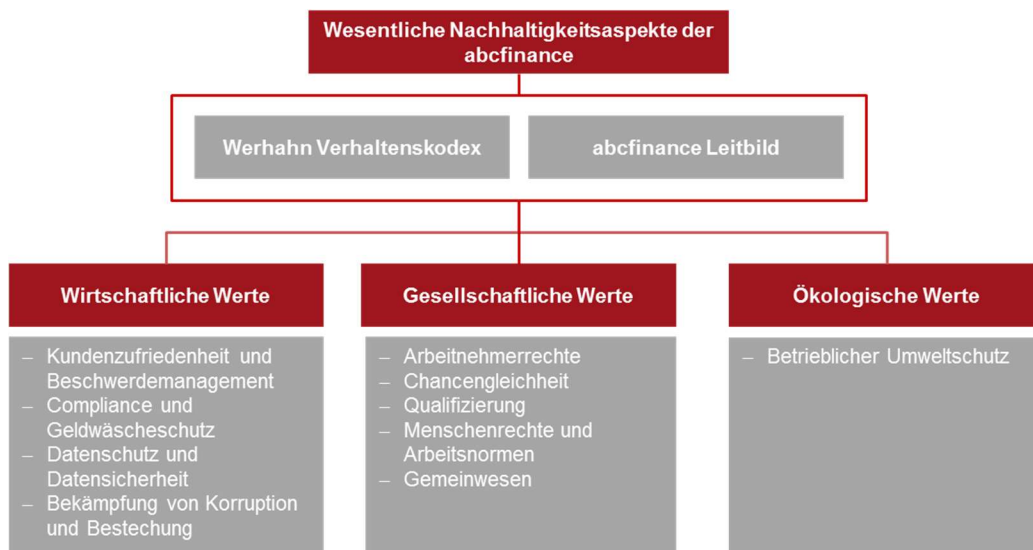 Wesentliche Nachhaltigkeitsaspekte der
abcfinance
Werhahn Verhaltenskodex
abcfinance Leitbild
Wirtschaftliche Werte
– Kundenzufriedenheit und
Beschwerdemanagement
– Compliance und
Geldwäscheschutz
– Datenschutz und
Datensicherheit
– Bekämpfung von Korruption
und Bestechung
Gesellschaftliche Werte
– Arbeitnehmerrechte
– Chancengleichheit
– Qualifizierung
– Menschenrechte und
Arbeitsnormen
– Gemeinwesen
Ökologische Werte
– Betrieblicher Umweltschutz